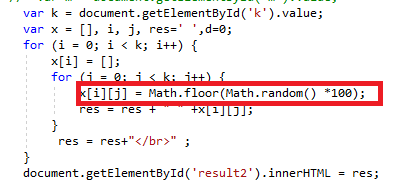 var k = document.getElementById('k').value;
var x = [], i, j, res=' ',d=0;
for (i = 0; i < k; i++) {
x[i] = [];
for (j = 0; j < k; j++) {
x[i][j] = Math.floor(Math.random() *100);
res = res + " " +x[i][j];
}
res = res+"</br>" ;
}
document.getElementById('result2').innerHTML = res;